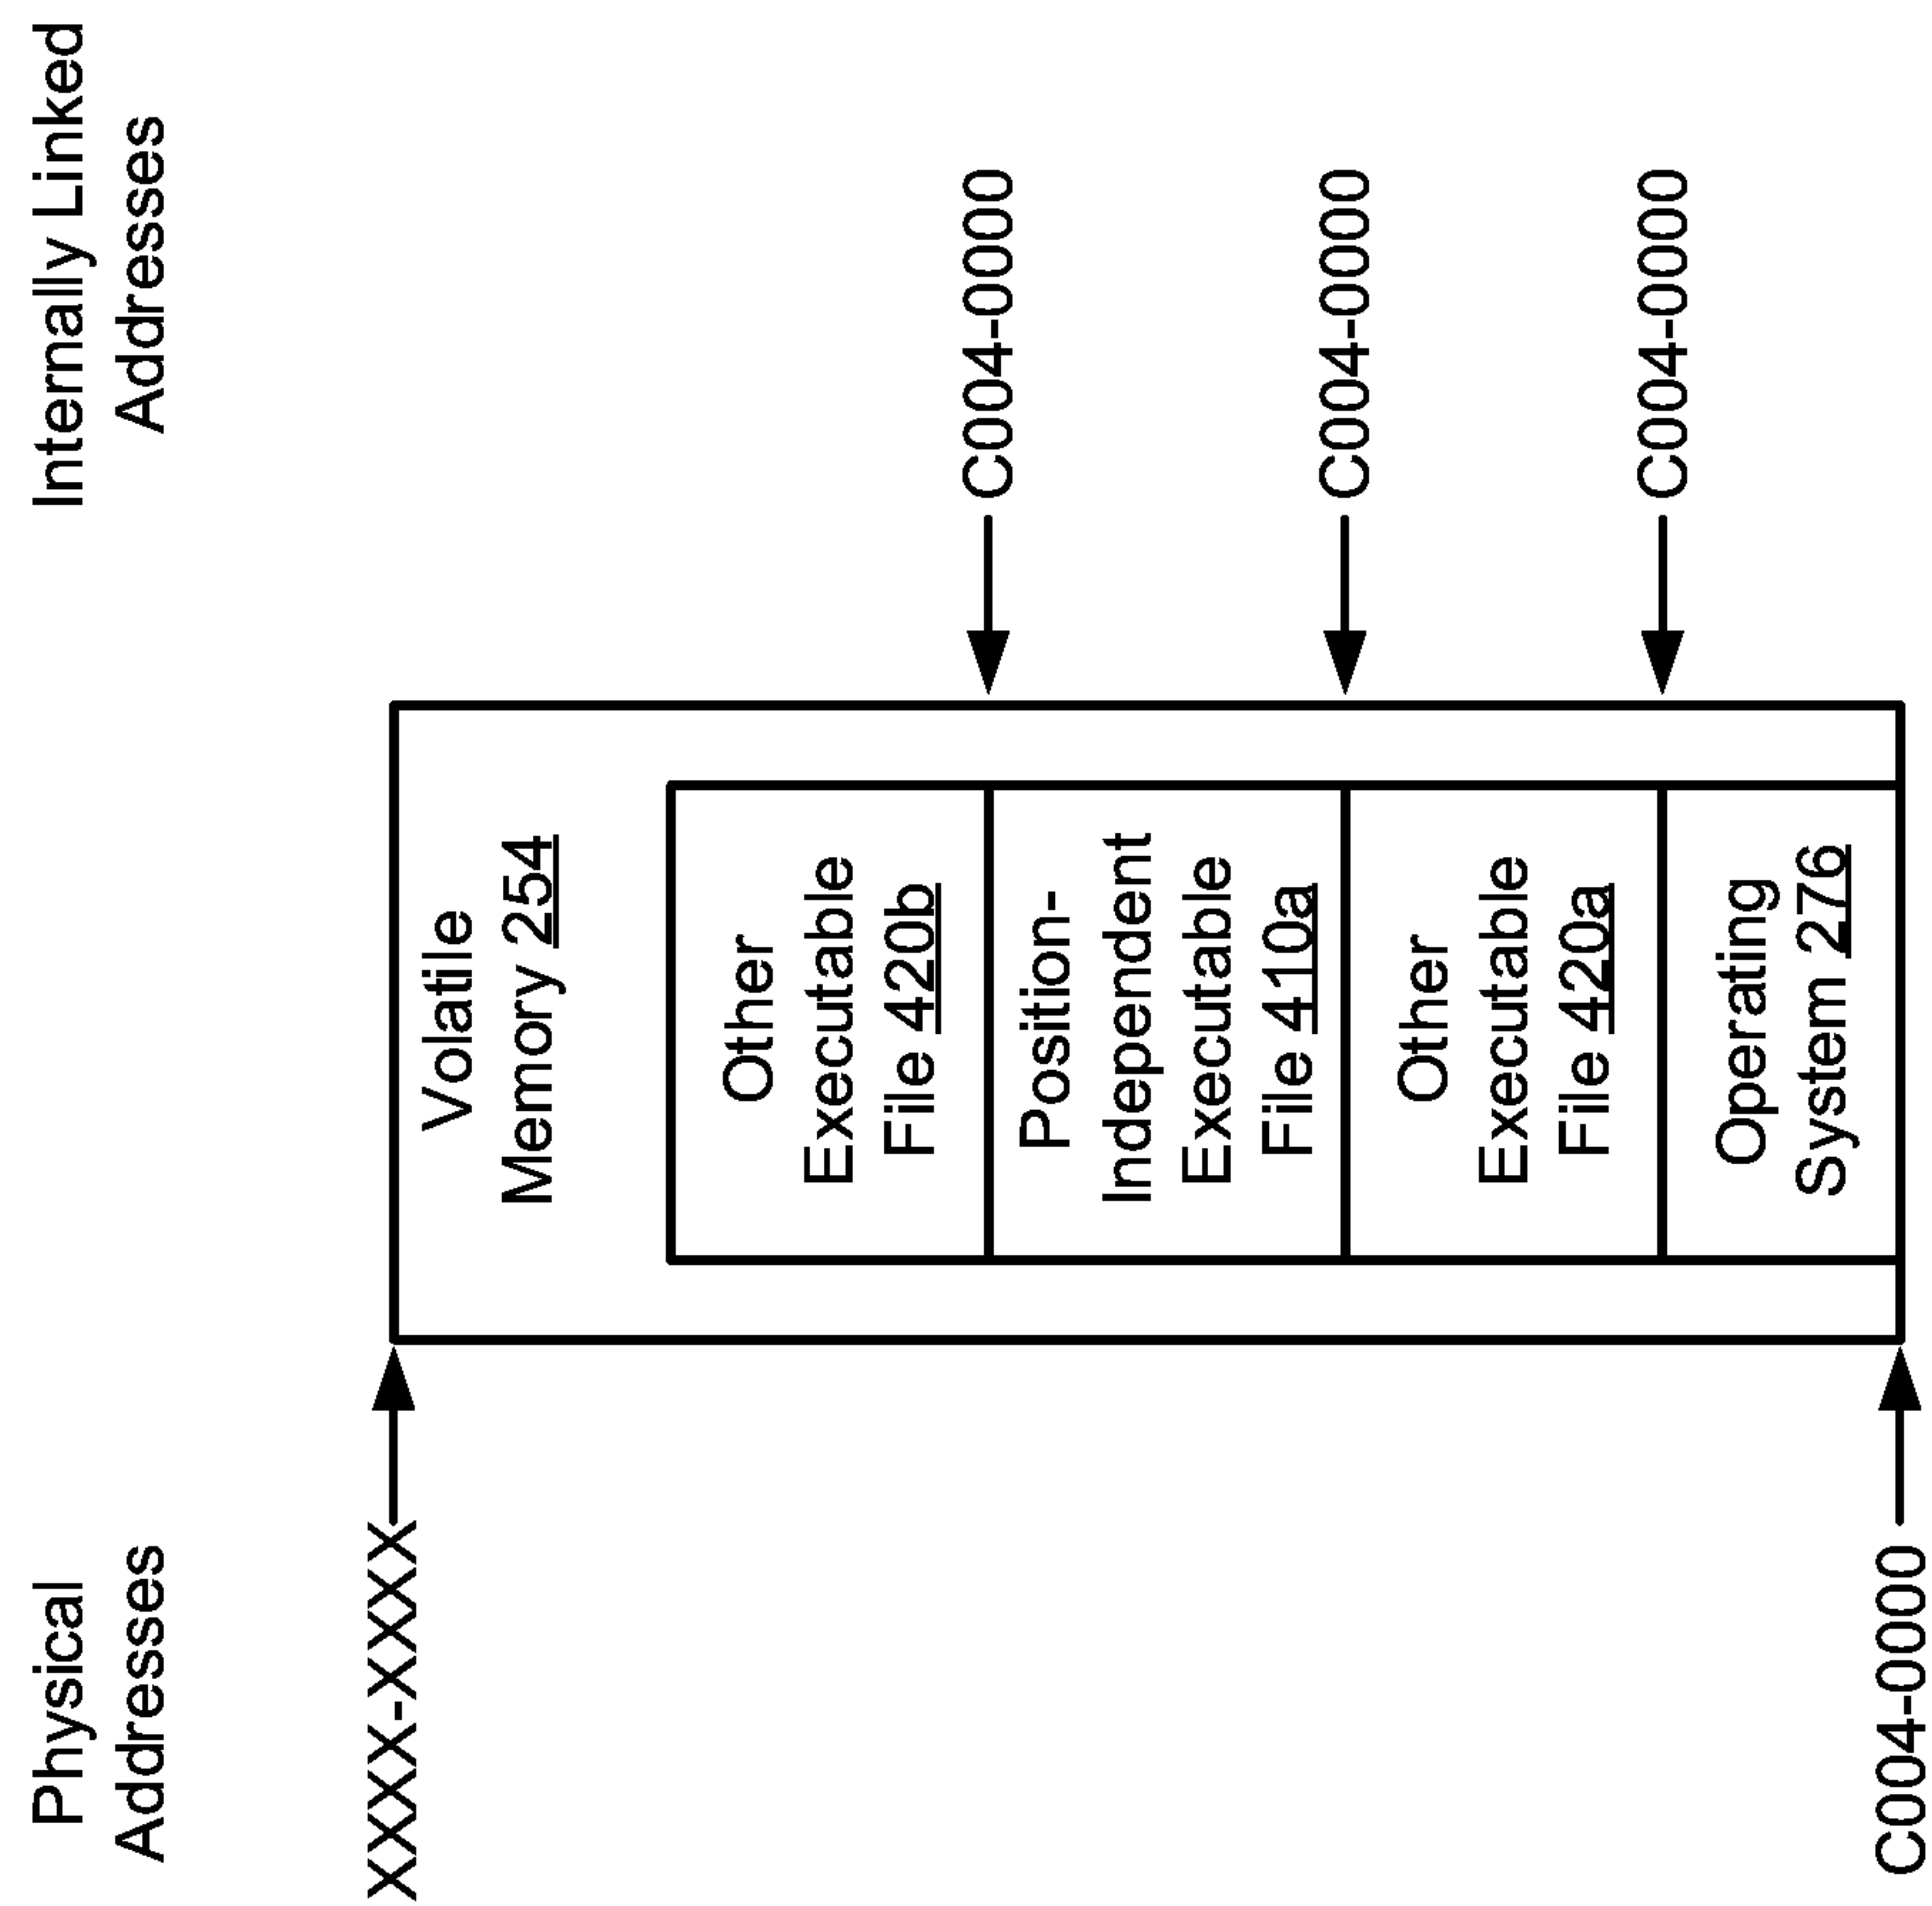 Physical
Addresses
Internally Linked
Addresses
XXXX-XXXX
Volatile
Memory 254
Other
Executable
File 420b
C004-0000
Position-
Independent
Executable
File 410a
C004-0000
Other
Executable
File 420a
C004-0000
Operating
System 276
C004-0000